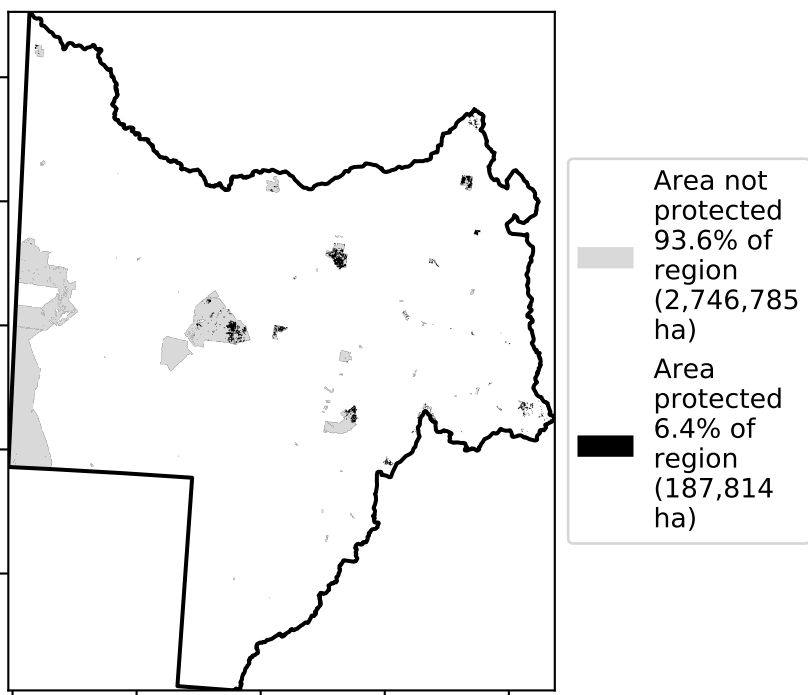 Area not
protected
93.6% of
region
(2,746,785
ha)
Area
protected
6.4% of
region
(187,814
ha)